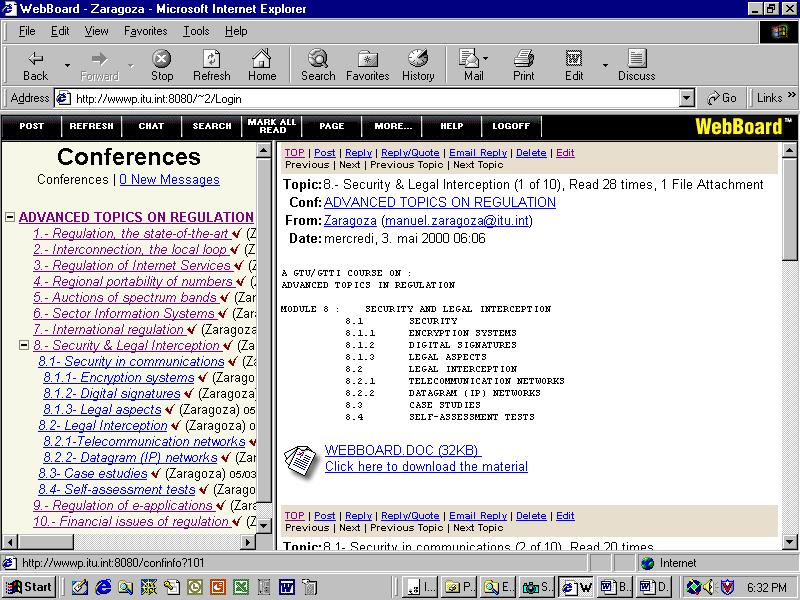 WebBoard - Zaragoza - Microsoft Internet Explorer
File Edit View Favorites Tools Help
Back Forward Stop Refresh Home Search Favorites History Mail Print Edit Discuss
Address http://wwwp.itu.int:8080/~2/Login Go Links »
POST REFRESH CHAT SEARCH MARK ALL READ PAGE MORE... HELP LOGOFF WebBoard™
Conferences
Conferences | 0 New Messages
ADVANCED TOPICS ON REGULATION
1.- Regulation, the state-of-the-art (Z
2.- Interconnection, the local loop (Z
3.- Regulation of Internet Services (Z
4.- Regional portability of numbers (Z
5.- Auctions of spectrum bands (Zar
6.- Sector Information Systems (Zar
7.- International regulation (Zaragoza
8.- Security & Legal Interception (Za
8.1- Security in communications (Z
8.1.1- Encryption systems (Zarago
8.1.2- Digital signatures (Zaragoza
8.1.3- Legal aspects (Zaragoza) 05
8.2- Legal Interception (Zaragoza)
8.2.1-Telecommunication networks
8.2.2- Datagram (IP) networks (Zar
8.3- Case estudies (Zaragoza) 05/03
8.4- Self-assessment tests (Zarago
9.- Regulation of e-applications (Zar
10.- Financial issues of regulation (Z
TOP | Post | Reply | Reply/Quote | Email Reply | Delete | Edit
Previous | Next | Previous Topic | Next Topic
Topic: 8.- Security & Legal Interception (1 of 10), Read 28 times, 1 File Attachment
Conf: ADVANCED TOPICS ON REGULATION
From: Zaragoza (manuel.zaragoza@itu.int)
Date: mercredi, 3. mai 2000 06:06
A GTU/GTTI COURSE ON :
ADVANCED TOPICS IN REGULATION
MODULE 8 : SECURITY AND LEGAL INTERCEPTION
8.1 SECURITY
8.1.1 ENCRYPTION SYSTEMS
8.1.2 DIGITAL SIGNATURES
8.1.3 LEGAL ASPECTS
8.2 LEGAL INTERCEPTION
8.2.1 TELECOMMUNICATION NETWORKS
8.2.2 DATAGRAM (IP) NETWORKS
8.3 CASE STUDIES
8.4 SELF-ASSESSMENT TESTS
WEBBOARD.DOC (32KB)
Click here to download the material
TOP | Post | Reply | Reply/Quote | Email Reply | Delete | Edit
Previous | Next | Previous Topic | Next Topic
Topic: 8.1- Security in communications (2 of 10), Read 20 times
http://wwwp.itu.int:8080/confinfo?101 Internet
Start I... P.. E.. S.. W B.. D.. 6:32 PM